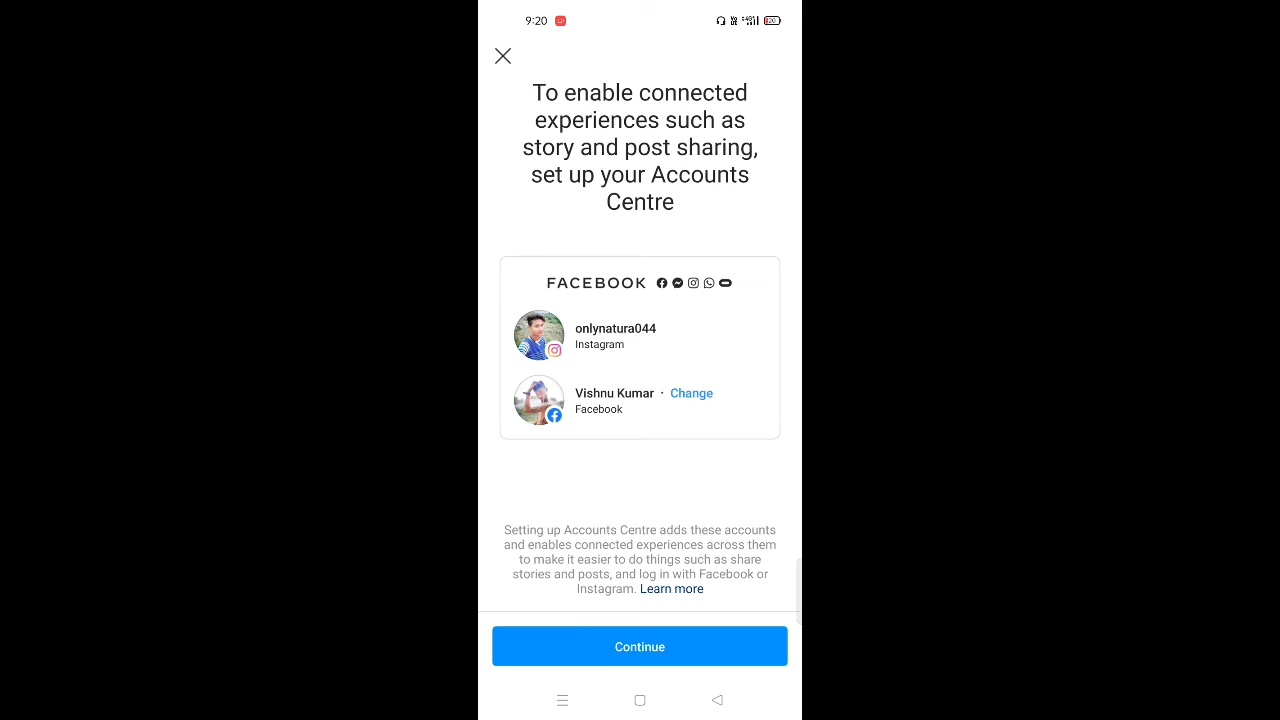 9:20
20
To enable connected
experiences such as
story and post sharing,
set up your Accounts
Centre
FACEBOOK
onlynatura044
Instagram
Vishnu Kumar · Change
Facebook
Setting up Accounts Centre adds these accounts
and enables connected experiences across them
to make it easier to do things such as share
stories and posts, and log in with Facebook or
Instagram. Learn more
Continue